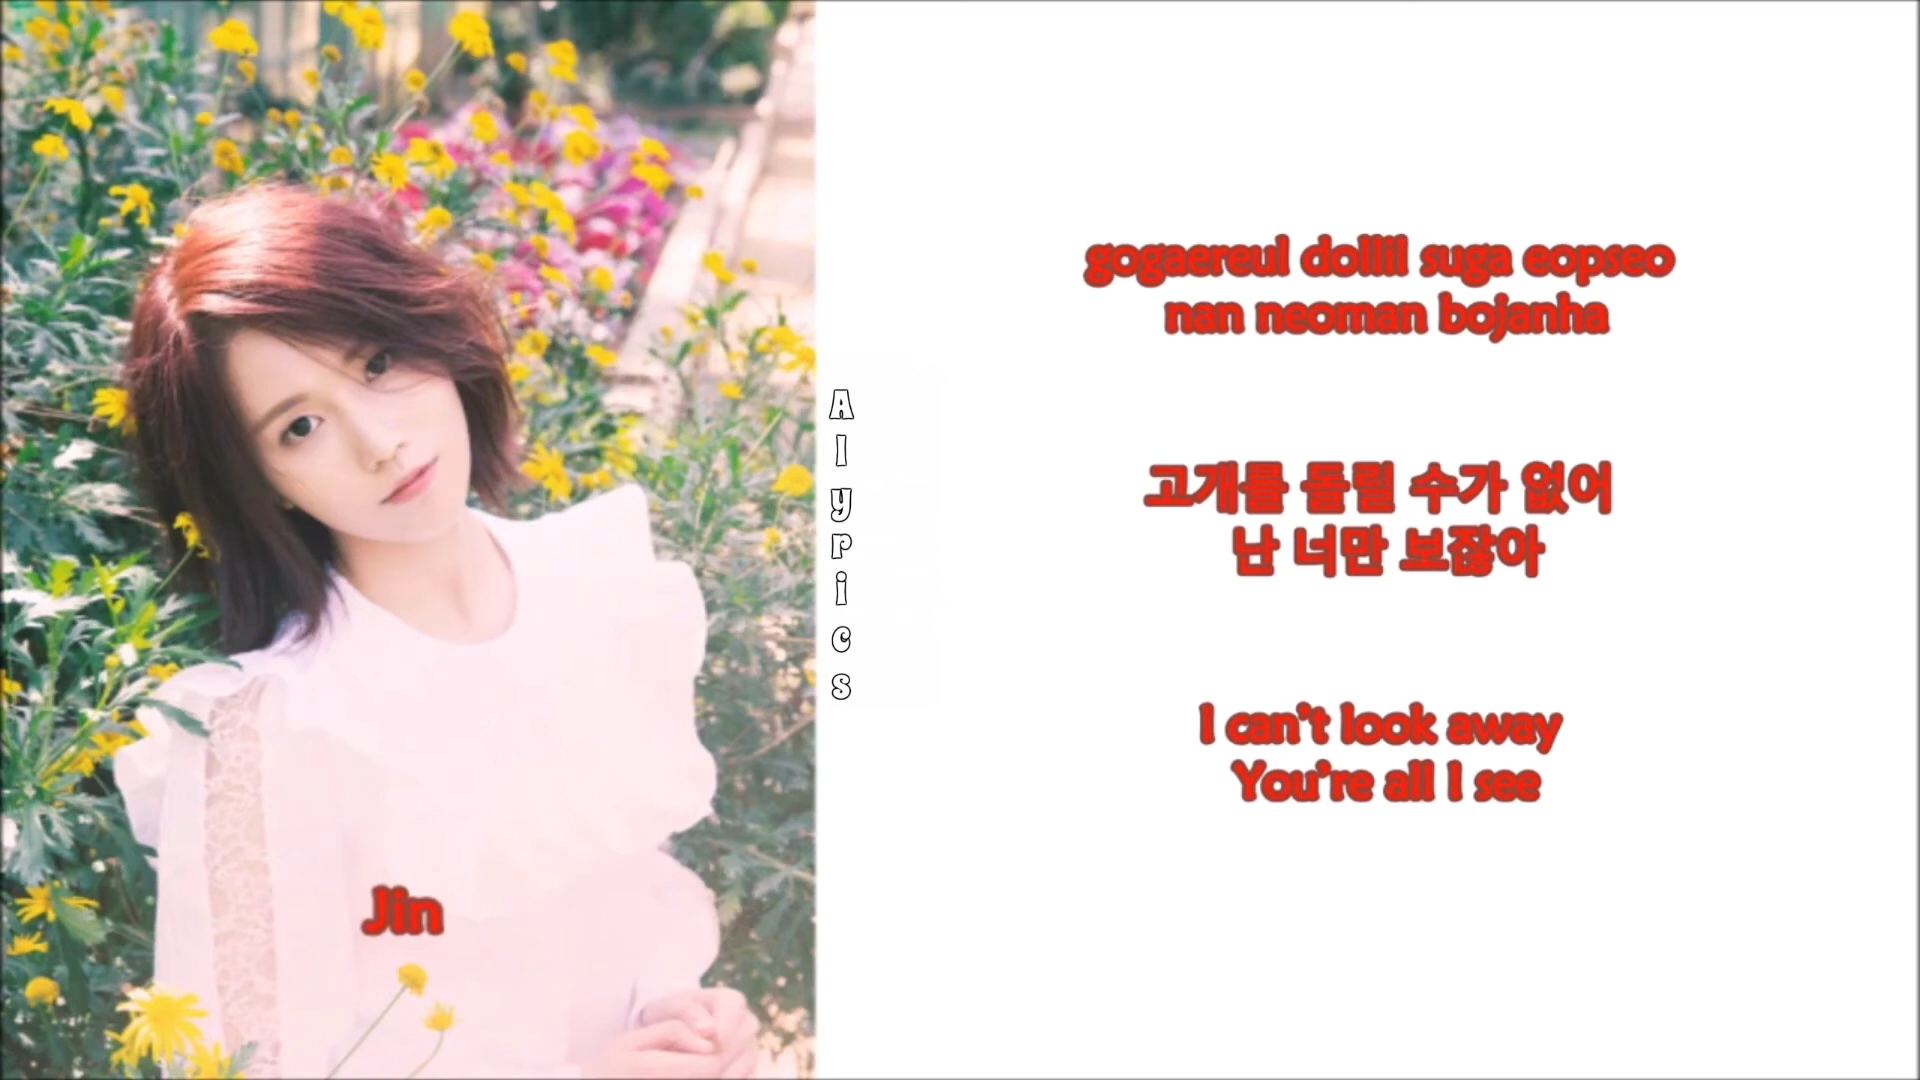 gogaereul dollil suga eopseo
nan neoman bojanha
고개를 돌릴 수가 없어
난 너만 보잖아
I can't look away
You're all I see
Alypics
Jin